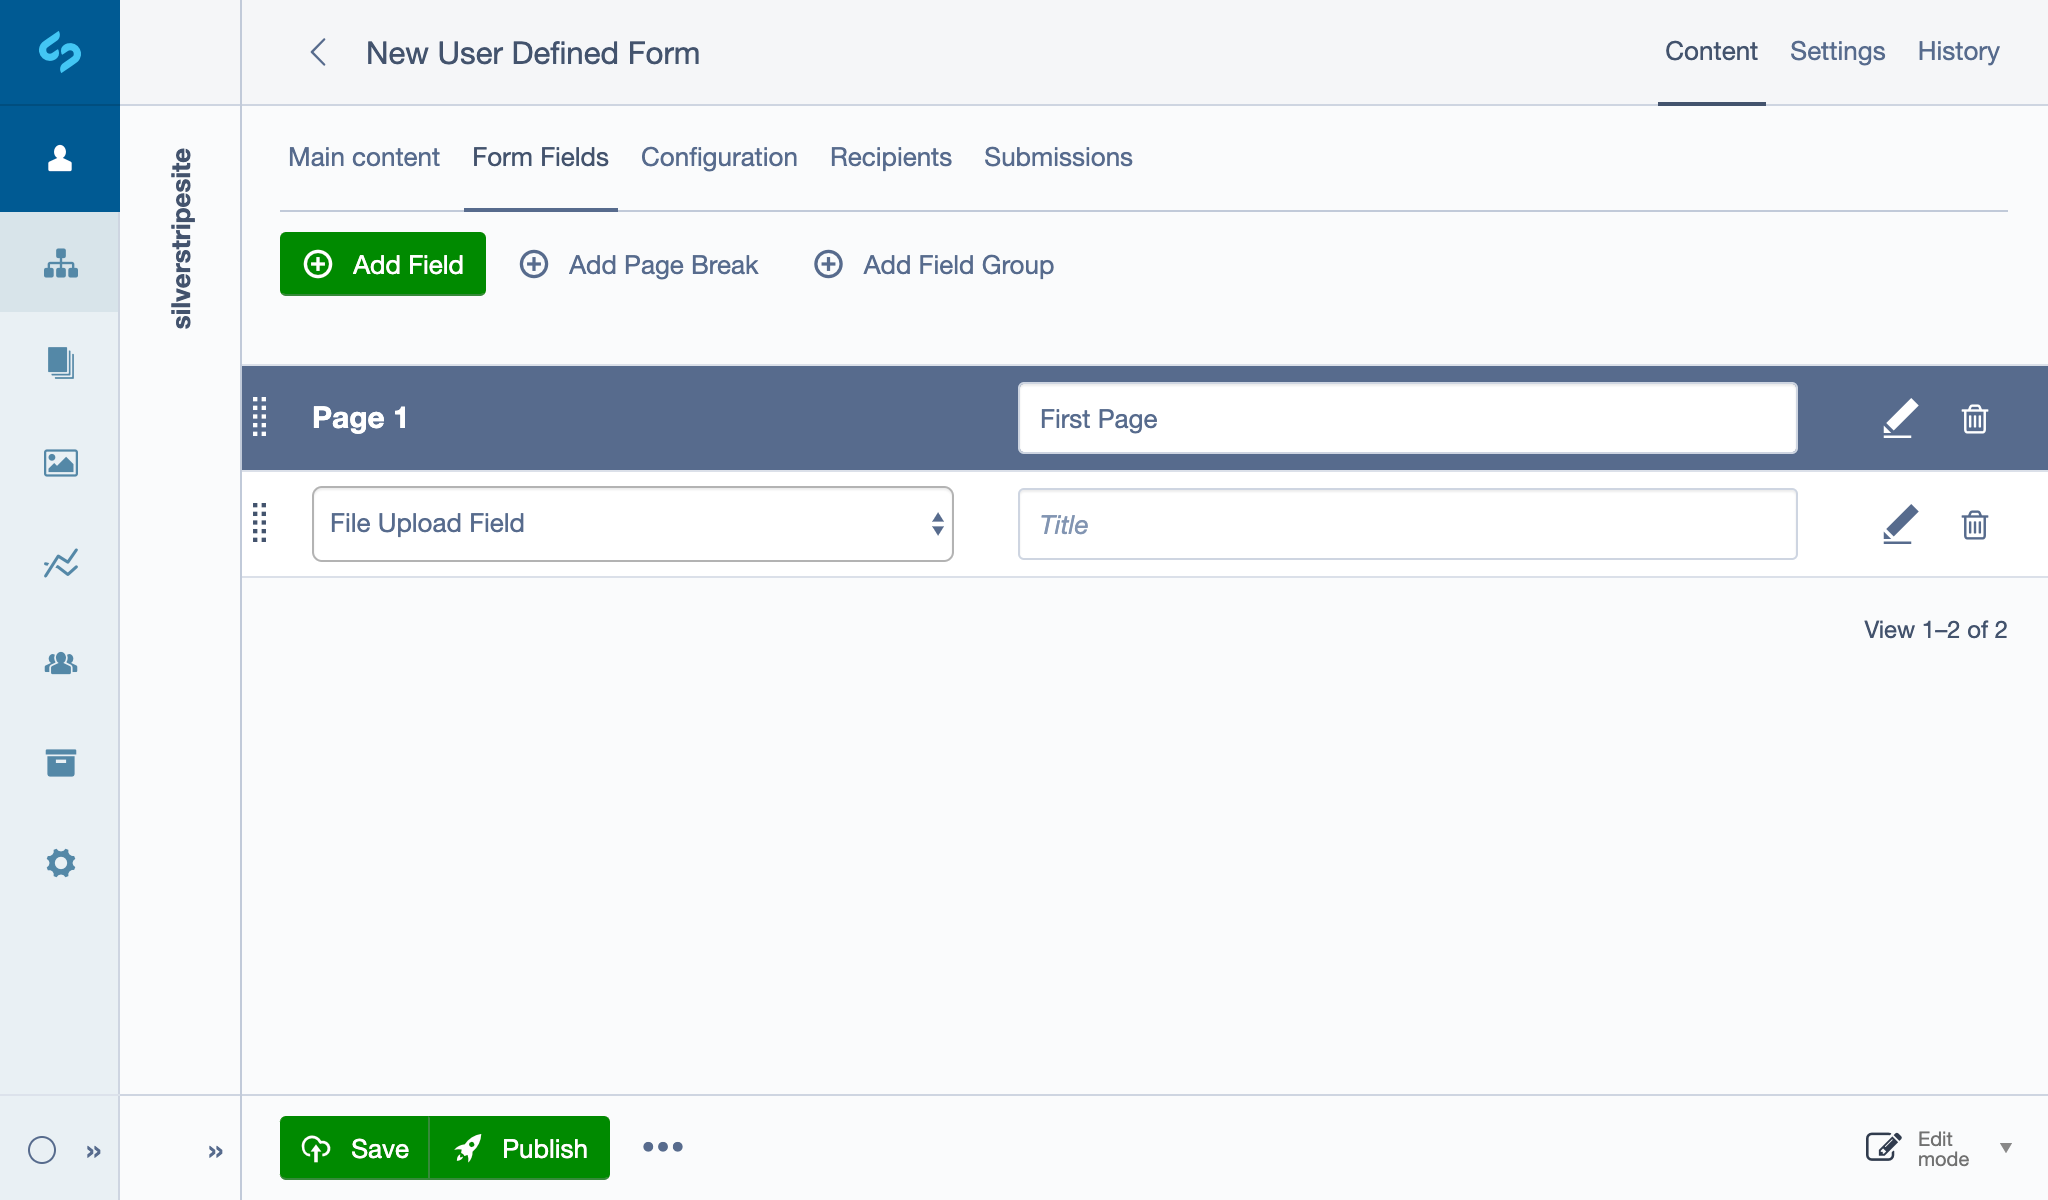 New User Defined Form
Content Settings History
silverstripesite
Main content Form Fields Configuration Recipients Submissions
Add Field Add Page Break Add Field Group
Page 1 First Page
File Upload Field Title
View 1–2 of 2
» » Save Publish ••• Edit
mode